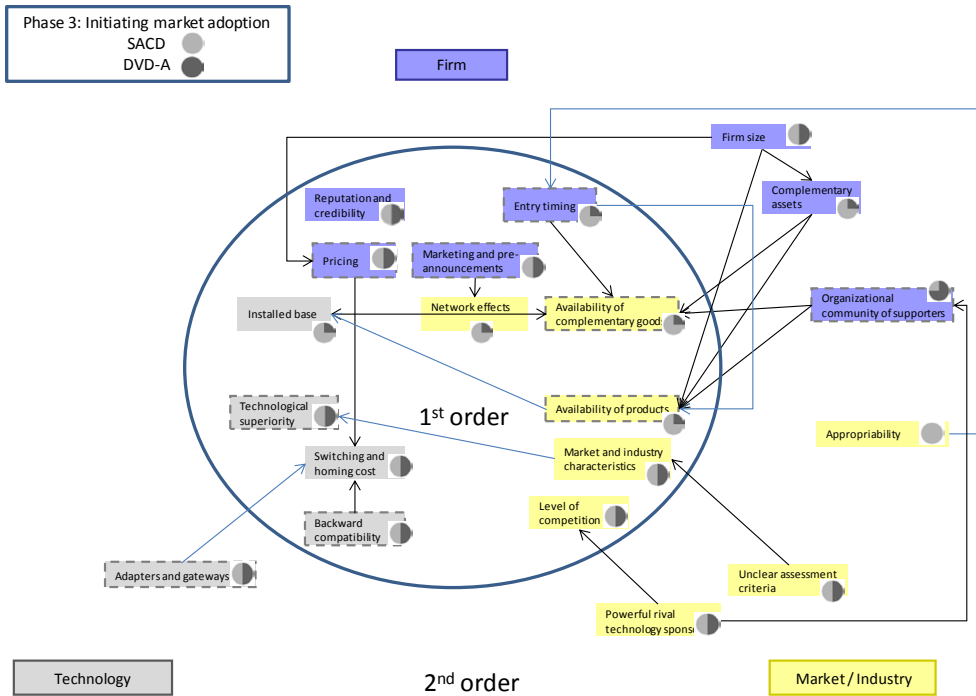 Phase 3: Initiating market adoption
SACD
DVD-A
Firm
Firm size
Reputation and
credibility
Entry timing
Complementary
assets
Pricing
Marketing and pre-
announcements
Installed base
Network effects
Availability of
complementary goods
Organizational
community of supporters
Technological
superiority
1st order
Availability of products
Appropriability
Switching and
homing cost
Market and industry
characteristics
Backward
compatibility
Level of
competition
Adapters and gateways
Unclear assessment
criteria
Powerful rival
technology spons
Technology
2nd order
Market / Industry